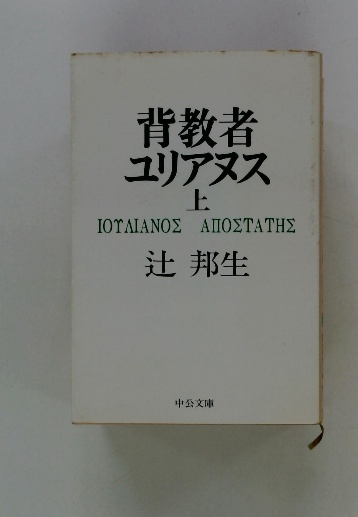 背教者
ユリアヌス
上
ΙΟΥΛΙΑΝΟΣ ΑΠΟΣΤΑΤΗΣ
辻 邦生
中公文庫